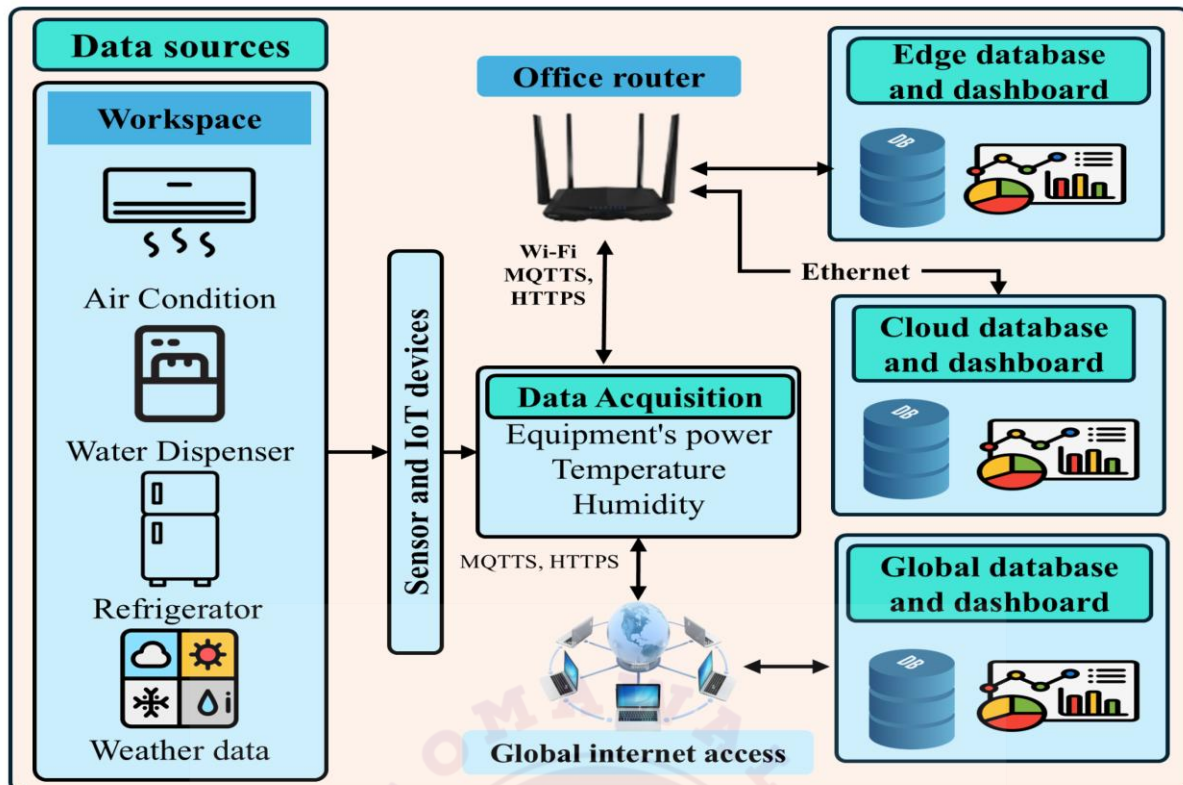 Data sources
Workspace
Air Condition
Water Dispenser
Refrigerator
Weather data
Sensor and IoT devices
Office router
Wi-Fi
MQTTS,
HTTPS
Data Acquisition
Equipment's power
Temperature
Humidity
MQTTS, HTTPS
Global internet access
Edge database
and dashboard
DB
Ethernet
Cloud database
and dashboard
DB
Global database
and dashboard
DB